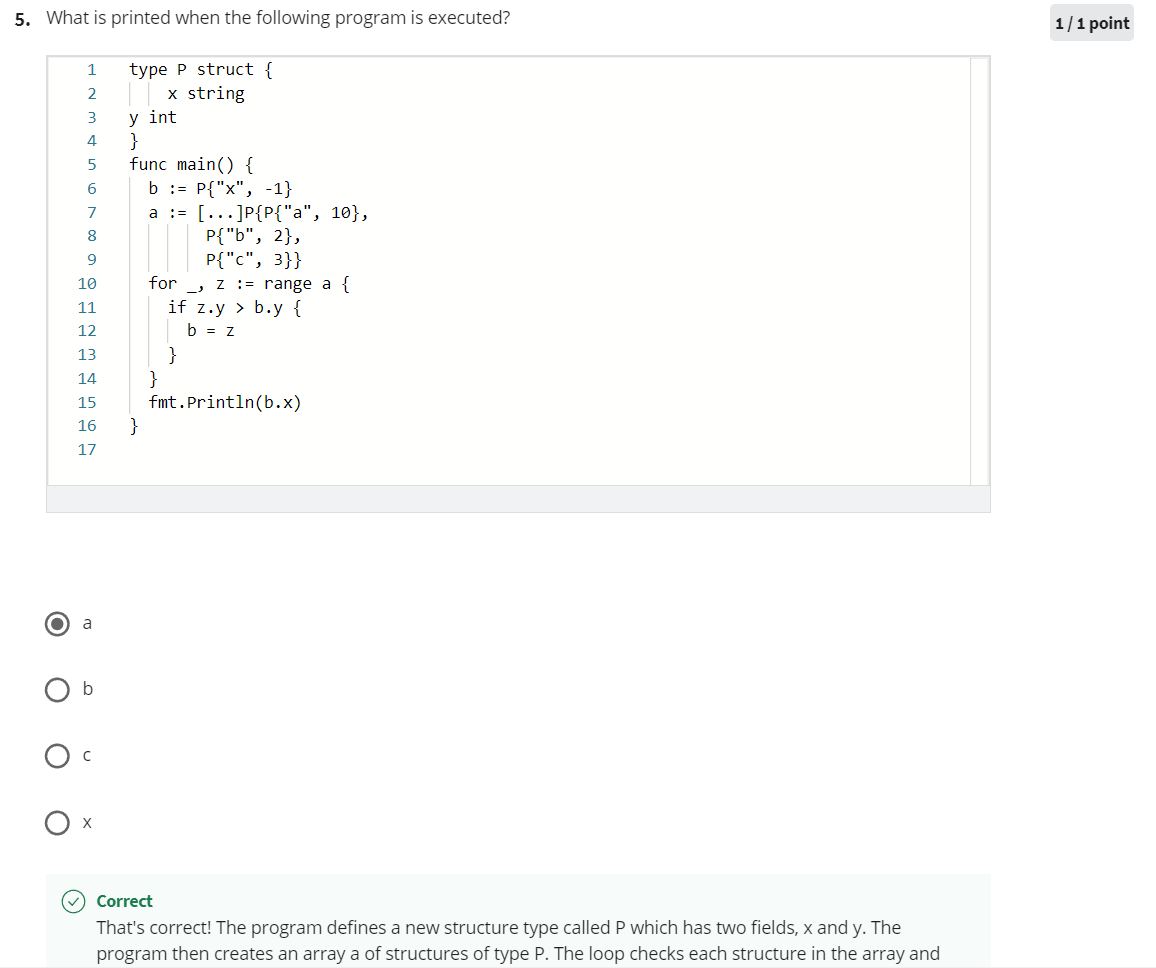 5. What is printed when the following program is executed?
1 / 1 point
1 type P struct {
2 x string
3 y int
4 }
5 func main() {
6 b := P{"x", -1}
7 a := [...]P{P{"a", 10},
8 P{"b", 2},
9 P{"c", 3}}
10 for _, z := range a {
11 if z.y > b.y {
12 b = z
13 }
14 }
15 fmt.Println(b.x)
16 }
17
a
b
c
x
Correct
That's correct! The program defines a new structure type called P which has two fields, x and y. The
program then creates an array a of structures of type P. The loop checks each structure in the array and